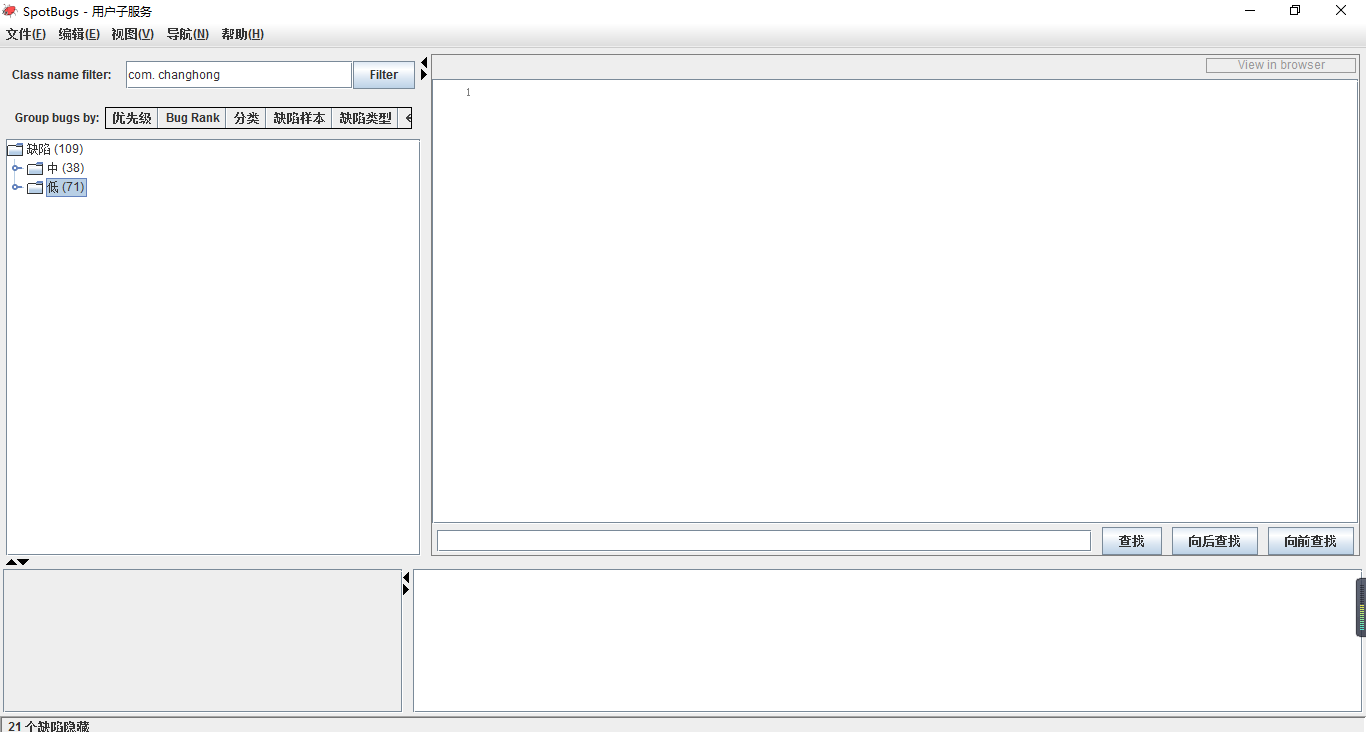 SpotBugs - 用户子服务
文件(F) 编辑(E) 视图(V) 导航(N) 帮助(H)
Class name filter: com. changhong Filter
View in browser
1
Group bugs by: 优先级 Bug Rank 分类 缺陷样本 缺陷类型
缺陷 (109)
中 (38)
低 (71)
查找 向后查找 向前查找
21 个缺陷隐藏